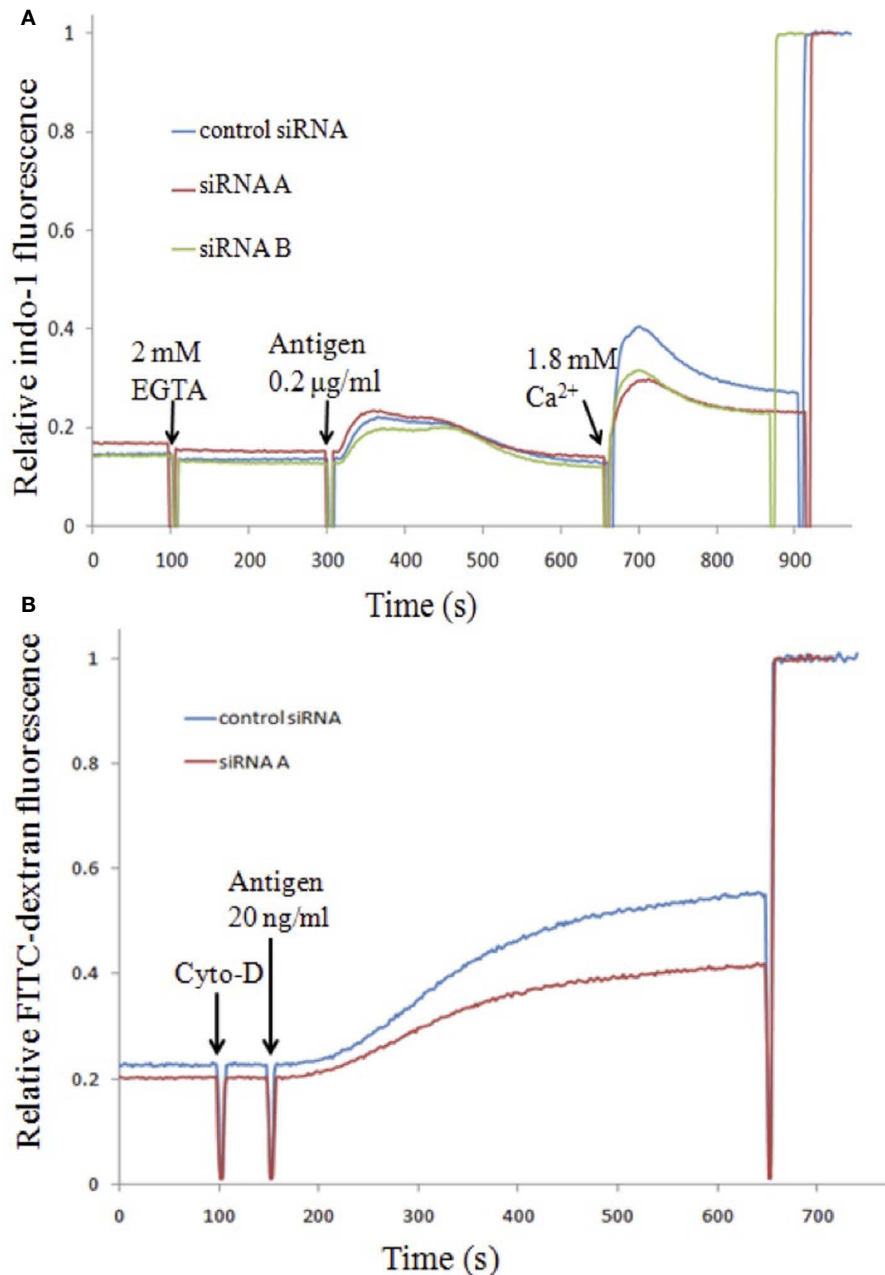 A
Relative indo-1 fluorescence
1
0.8
0.6
0.4
0.2
0
control siRNA
siRNA A
siRNA B
2 mM
EGTA
Antigen
0.2 µg/ml
1.8 mM
Ca²⁺
0 100 200 300 400 500 600 700 800 900
Time (s)
B
Relative FITC-dextran fluorescence
1
0.8
0.6
0.4
0.2
0
control siRNA
siRNA A
Cyto-D
Antigen
20 ng/ml
0 100 200 300 400 500 600 700
Time (s)